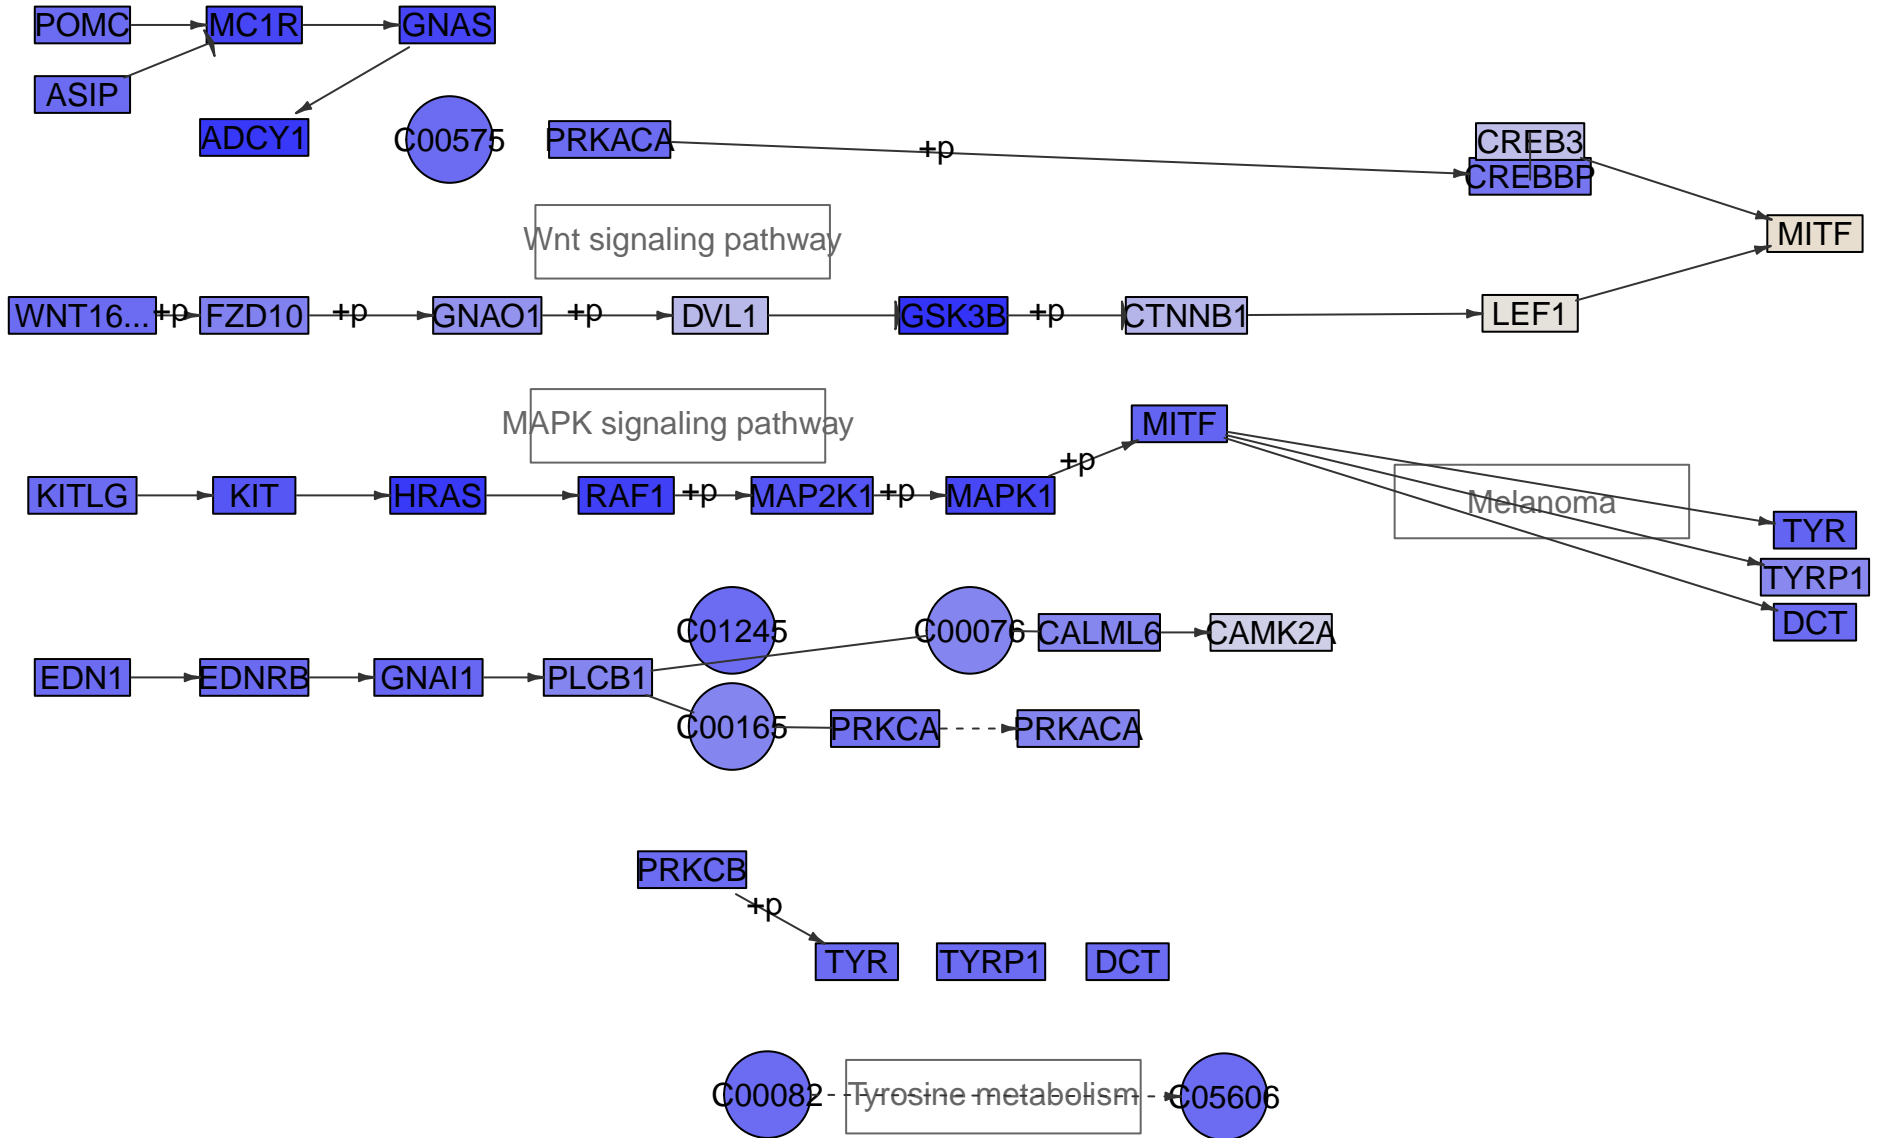 POMC
MC1R
GNAS
ASIP
ADCY1
C00575
PRKACA
+p
CREB3
CREBBP
Wnt signaling pathway
MITF
WNT16...
+p
FZD10
+p
GNAO1
+p
DVL1
GSK3B
+p
CTNNB1
LEF1
MAPK signaling pathway
MITF
KITLG
KIT
HRAS
RAF1
+p
MAP2K1
+p
MAPK1
+p
Melanoma
TYR
TYRP1
DCT
C01245
C00076
CALML6
CAMK2A
EDN1
EDNRB
GNAI1
PLCB1
C00165
PRKCA
PRKACA
PRKCB
+p
TYR
TYRP1
DCT
C00082
Tyrosine metabolism
C05606